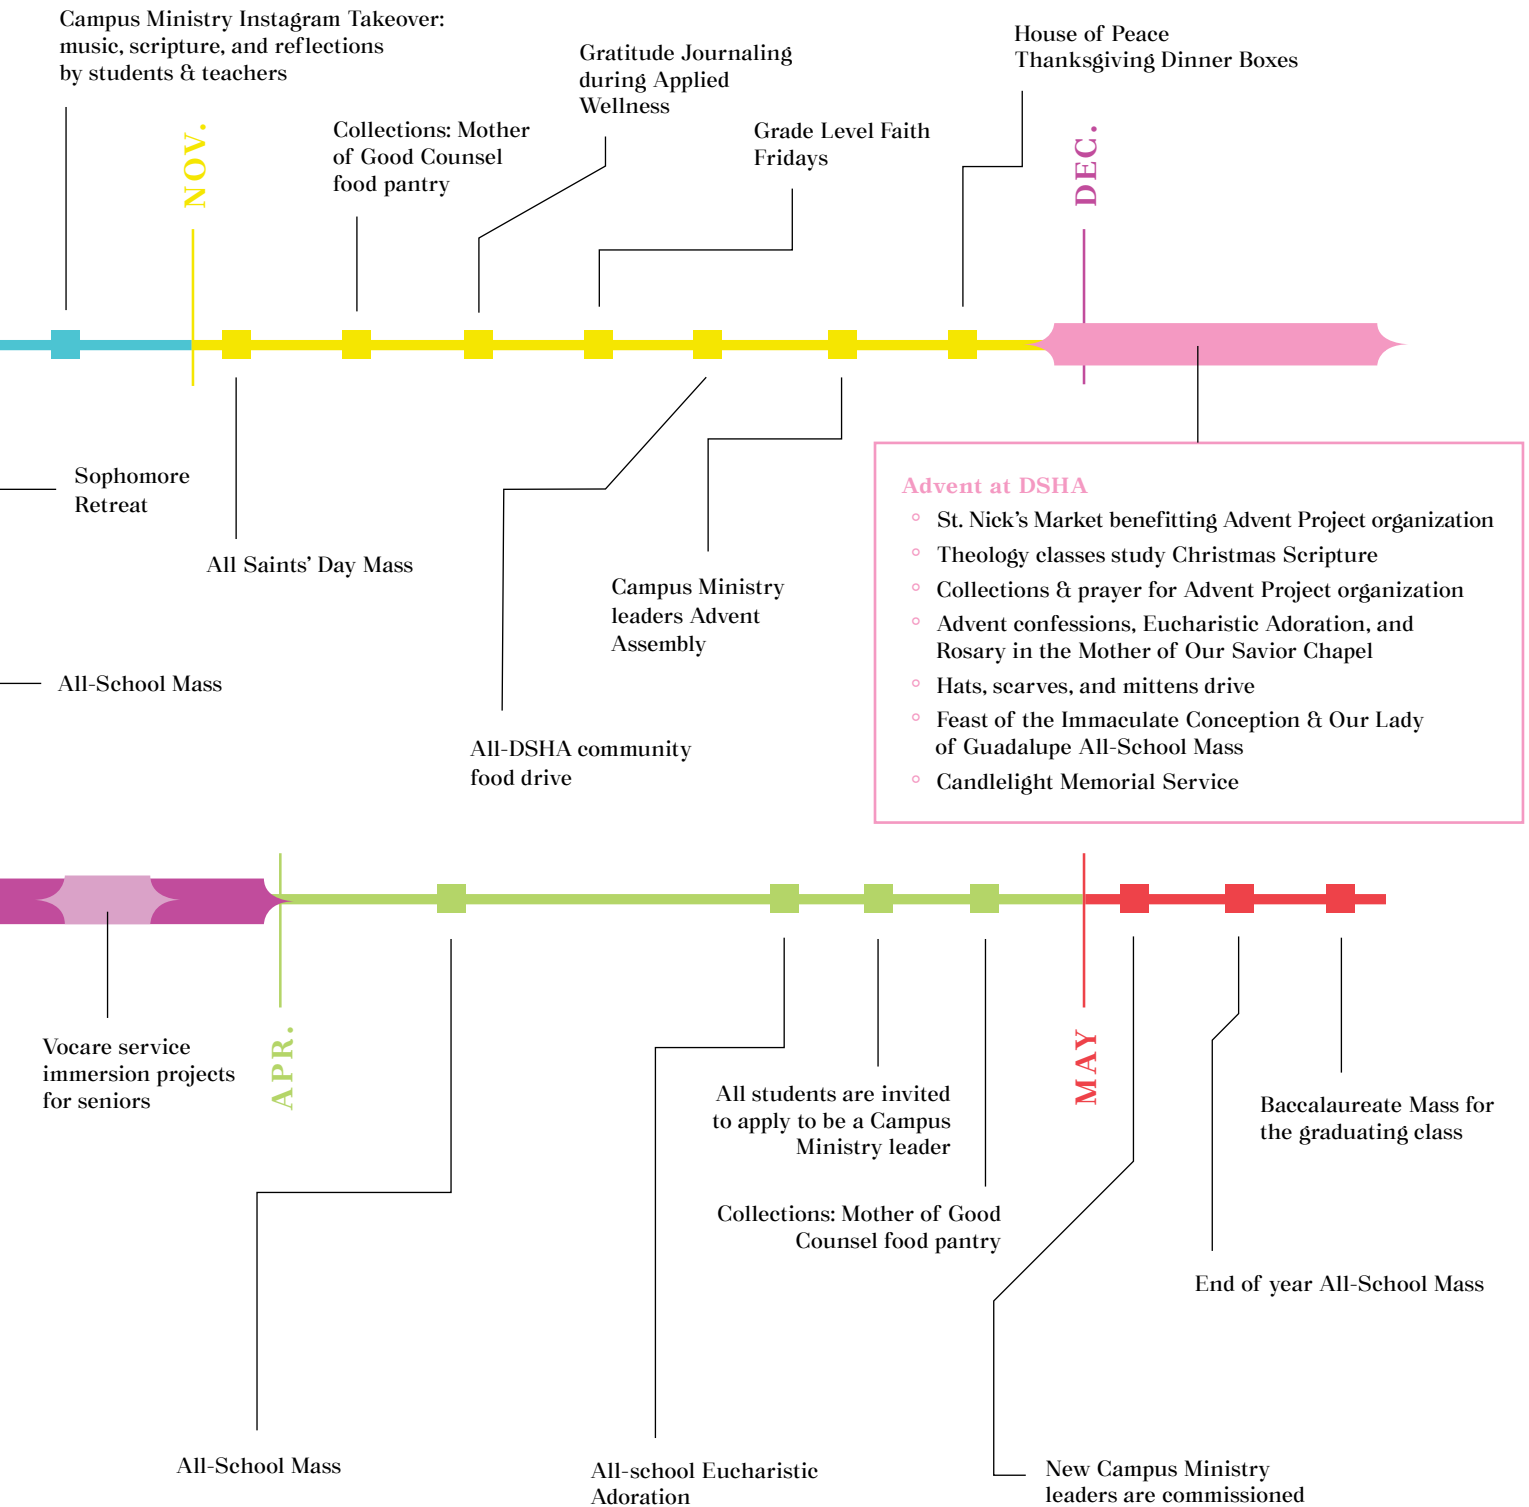 Campus Ministry Instagram Takeover:
music, scripture, and reflections
by students & teachers
NOV.
Collections: Mother
of Good Counsel
food pantry
Gratitude Journaling
during Applied
Wellness
Grade Level Faith
Fridays
House of Peace
Thanksgiving Dinner Boxes
DEC.
Sophomore
Retreat
All Saints’ Day Mass
All-School Mass
All-DSHA community
food drive
Campus Ministry
leaders Advent
Assembly
Advent at DSHA
St. Nick’s Market benefitting Advent Project organization
Theology classes study Christmas Scripture
Collections & prayer for Advent Project organization
Advent confessions, Eucharistic Adoration, and
Rosary in the Mother of Our Savior Chapel
Hats, scarves, and mittens drive
Feast of the Immaculate Conception & Our Lady
of Guadalupe All-School Mass
Candlelight Memorial Service
Vocare service
immersion projects
for seniors
APR.
All-School Mass
All-school Eucharistic
Adoration
All students are invited
to apply to be a Campus
Ministry leader
Collections: Mother of Good
Counsel food pantry
MAY
New Campus Ministry
leaders are commissioned
End of year All-School Mass
Baccalaureate Mass for
the graduating class